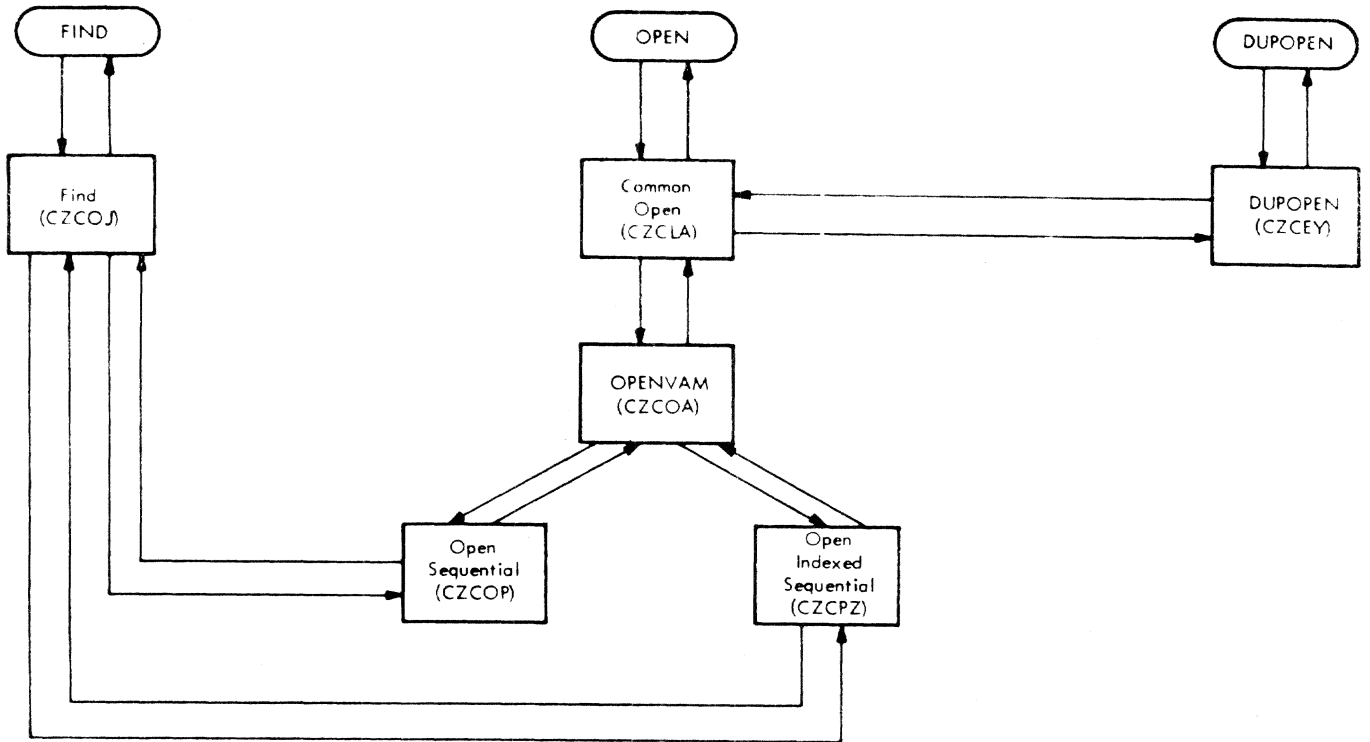 FIND
OPEN
DUPOPEN
Find
(CZCOJ)
Common
Open
(CZCLA)
DUPOPEN
(CZCEY)
OPENVAM
(CZCOA)
Open
Sequential
(CZCOP)
Open
Indexed
Sequential
(CZCPZ)